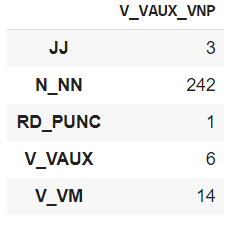 V_VAUX_VNP
JJ 3
N_NN 242
RD_PUNC 1
V_VAUX 6
V_VM 14